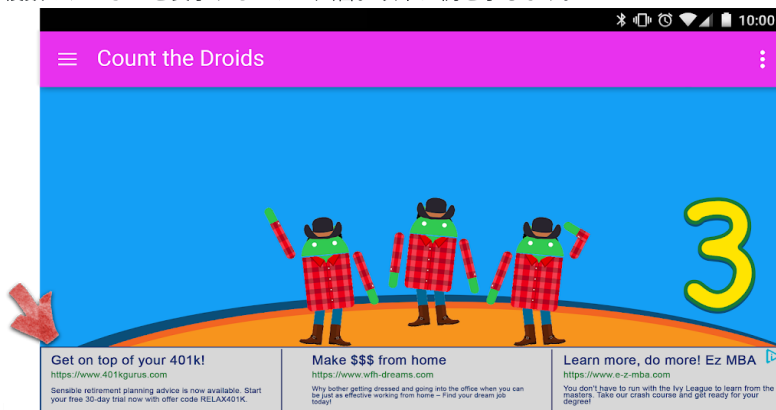 10:00
Count the Droids
3
Get on top of your 401k!
https://www.401kgurus.com
Sensible retirement planning advice is now available. Start
your free 30-day trial now with offer code RELAX401K.
Make $$$ from home
https://www.wfh-dreams.com
Why bother getting dressed and going into the office when you can
be just as effective working from home – Find your dream job
today!
Learn more, do more! Ez MBA
https://www.e-z-mba.com
You don't have to run with the Ivy League to learn from the
masters. Take our crash course and get ready for your
degree!